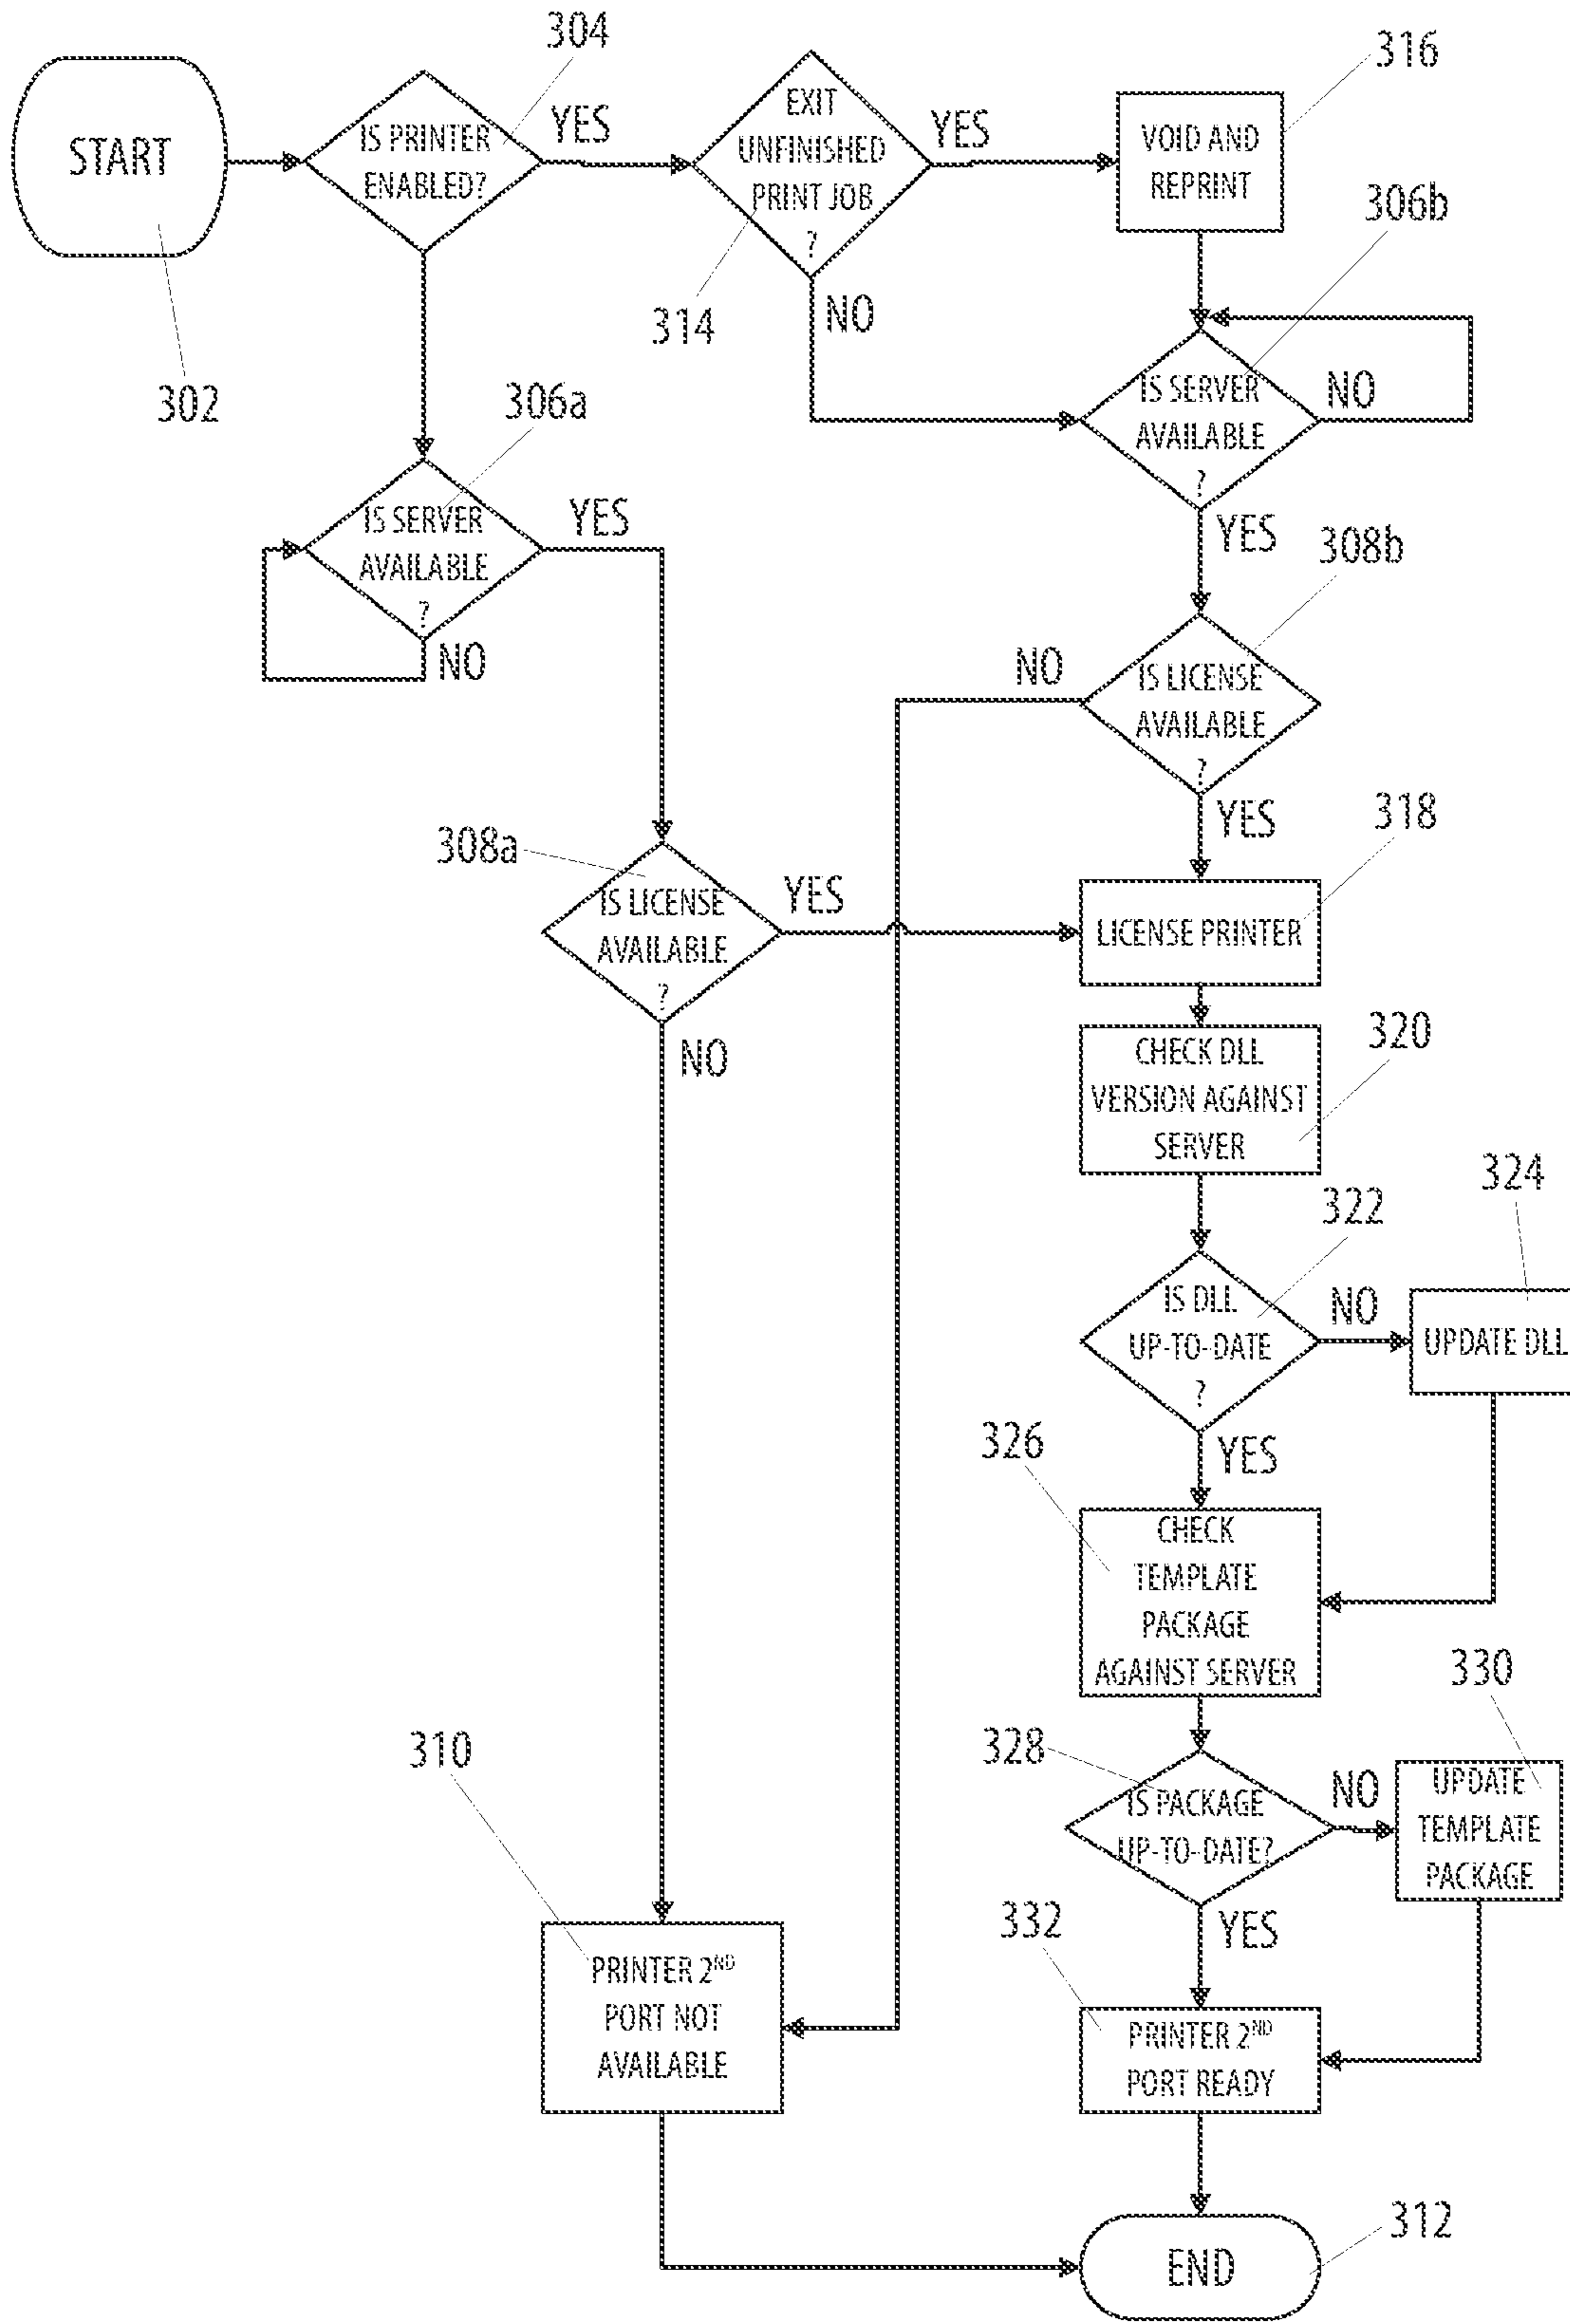 304
316
START
IS PRINTER
ENABLED?
YES
EXIT
UNFINISHED
PRINT JOB
?
YES
VOID AND
REPRINT
302
314
NO
306b
306a
IS SERVER
AVAILABLE
?
NO
YES
IS SERVER
AVAILABLE
?
YES
NO
308b
IS LICENSE
AVAILABLE
?
NO
YES
308a
IS LICENSE
AVAILABLE
?
YES
NO
318
LICENSE PRINTER
320
CHECK DLL
VERSION AGAINST
SERVER
322
324
IS DLL
UP-TO-DATE
?
NO
UPDATE DLL
YES
326
CHECK
TEMPLATE
PACKAGE
AGAINST SERVER
328
330
IS PACKAGE
UP-TO-DATE?
NO
UPDATE
TEMPLATE
PACKAGE
YES
310
PRINTER 2ND
PORT NOT
AVAILABLE
332
PRINTER 2ND
PORT READY
312
END